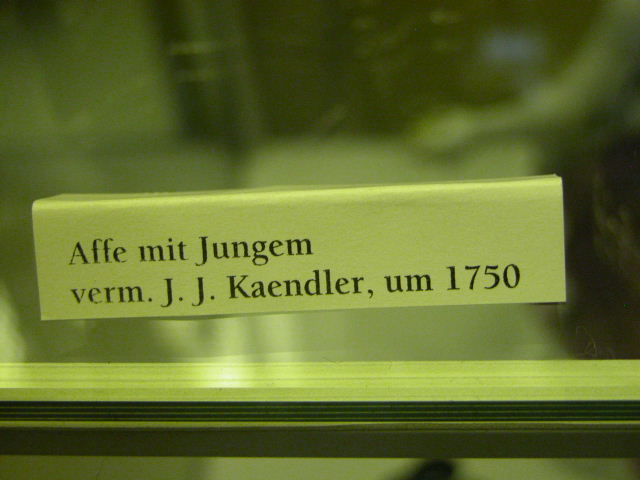 Affe mit Jungem
verm. J. J. Kaendler, um 1750